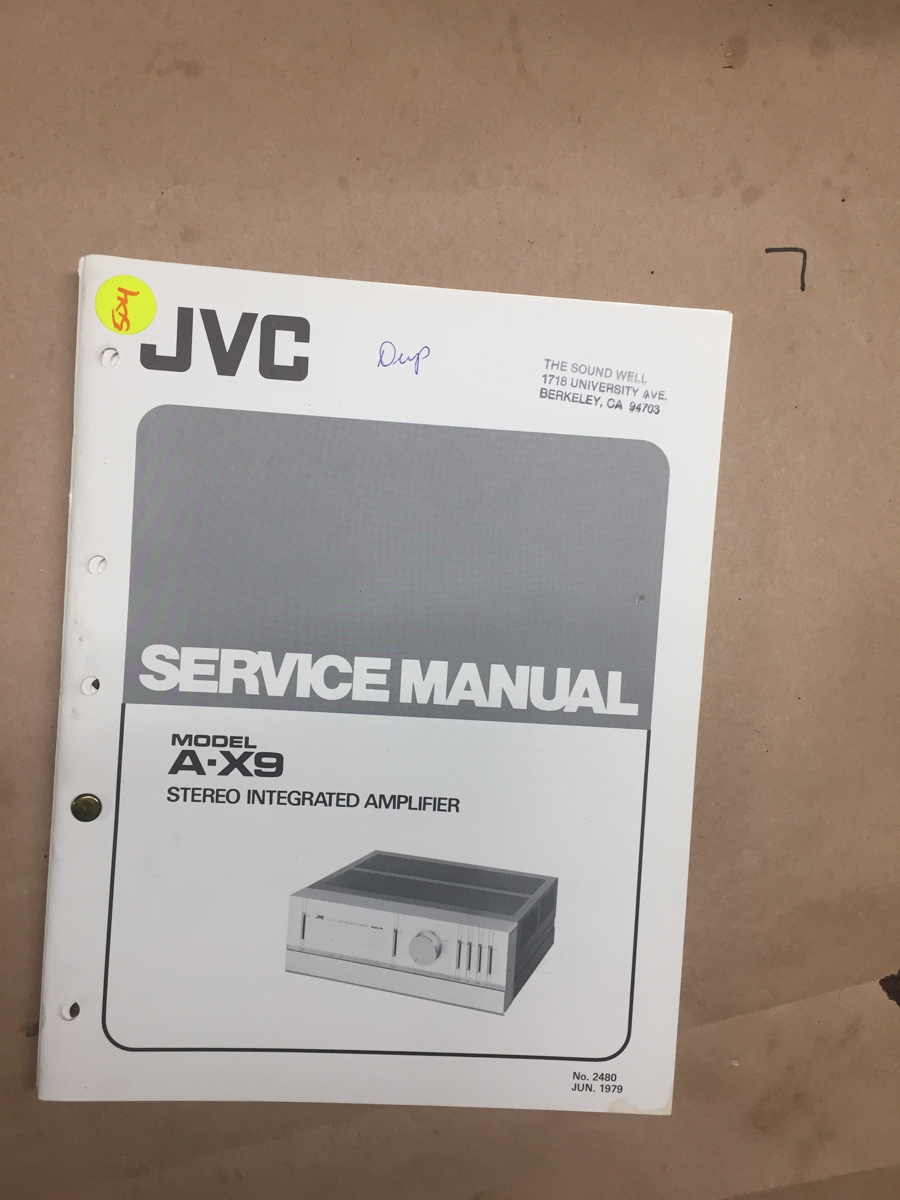 JVC
Dup
THE SOUND WELL
1718 UNIVERSITY AVE.
BERKELEY, CA 94703
SERVICE MANUAL
MODEL
A-X9
STEREO INTEGRATED AMPLIFIER
JVC
No. 2480
JUN. 1979